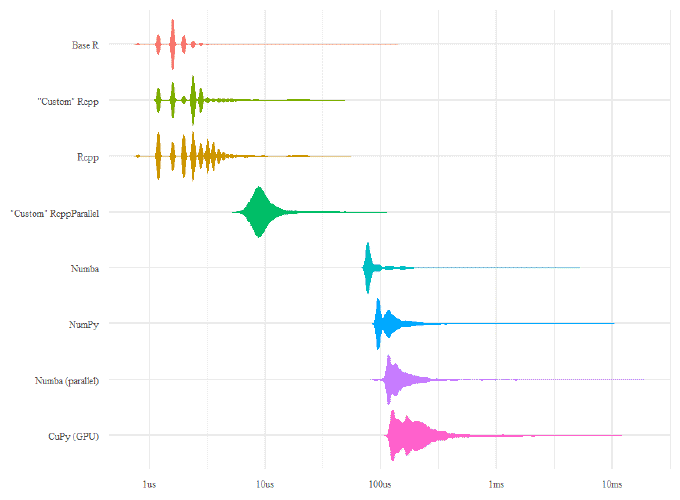 Base R
"Custom" Rcpp
Rcpp
"Custom" RcppParallel
Numba
NumPy
Numba (parallel)
CuPy (GPU)
1us 10us 100us 1ms 10ms